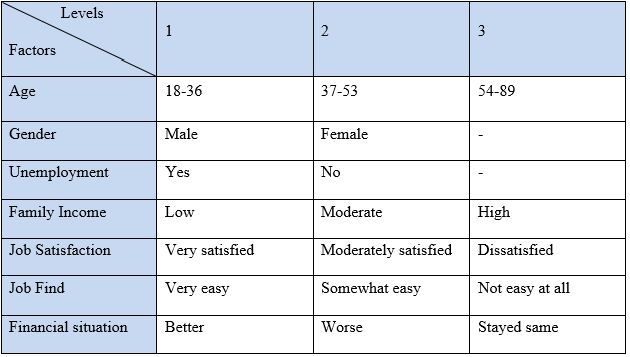 Levels
Factors
1 2 3
Age 18-36 37-53 54-89
Gender Male Female -
Unemployment Yes No -
Family Income Low Moderate High
Job Satisfaction Very satisfied Moderately satisfied Dissatisfied
Job Find Very easy Somewhat easy Not easy at all
Financial situation Better Worse Stayed same